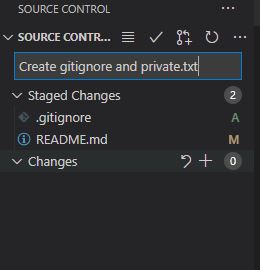 SOURCE CONTROL
SOURCE CONTR...
Create gitignore and private.txt
Staged Changes 2
.gitignore A
README.md M
Changes 0